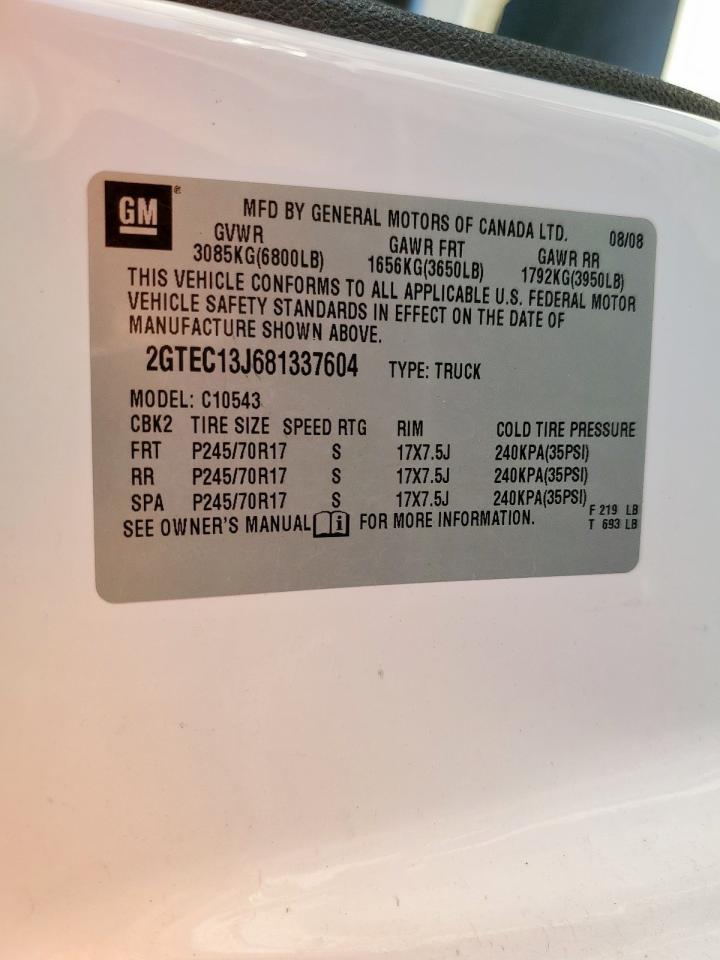 GM®
MFD BY GENERAL MOTORS OF CANADA LTD. 08/08
GVWR GAWR FRT GAWR RR
3085KG(6800LB) 1656KG(3650LB) 1792KG(3950LB)
THIS VEHICLE CONFORMS TO ALL APPLICABLE U.S. FEDERAL MOTOR
VEHICLE SAFETY STANDARDS IN EFFECT ON THE DATE OF
MANUFACTURE SHOWN ABOVE.
2GTEC13J681337604 TYPE: TRUCK
MODEL: C10543
CBK2 TIRE SIZE SPEED RTG RIM COLD TIRE PRESSURE
FRT P245/70R17 S 17X7.5J 240KPA(35PSI)
RR P245/70R17 S 17X7.5J 240KPA(35PSI)
SPA P245/70R17 S 17X7.5J 240KPA(35PSI)
SEE OWNER'S MANUAL i FOR MORE INFORMATION.
F 219 LB
T 693 LB